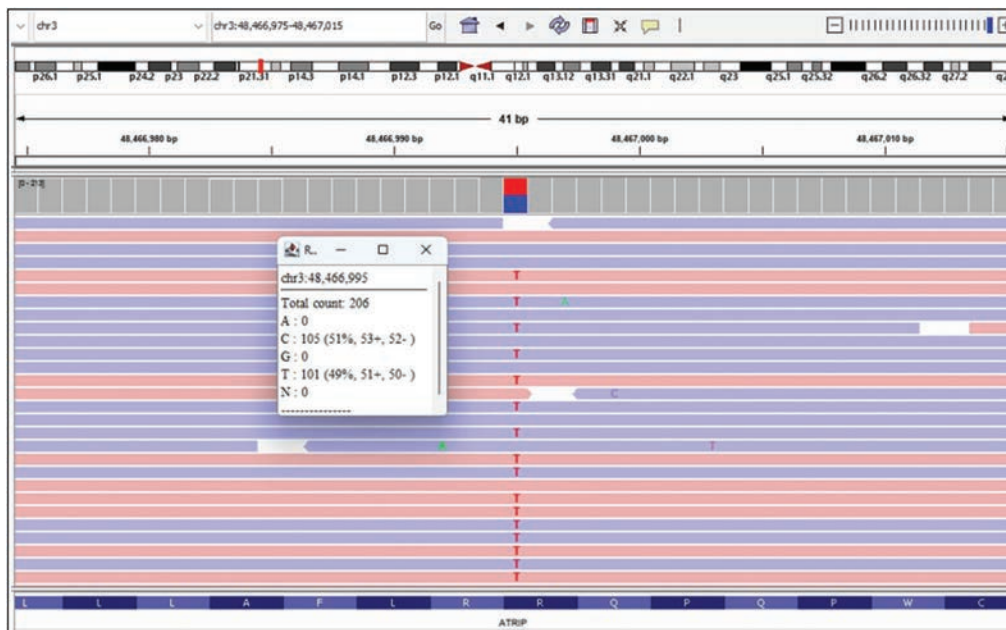 chr3 chr3:48,466,975-48,467,015 Go
p26.1 p25.1 p24.2 p23 p22.2 p21.31 p14.3 p14.1 p12.3 p12.1 q11.1 q12.1 q13.12 q13.31 q21.1 q22.1 q23 q25.1 q25.32 q26.2 q26.32 q27.2
41 bp
48,466,980 bp 48,466,990 bp 48,467,000 bp 48,467,010 bp
[0 - 213]
R..
chr3:48,466,995
Total count: 206
A : 0
C : 105 (51%, 53+, 52- )
G : 0
T : 101 (49%, 51+, 50- )
N : 0
---------------
T
T A
T
T
T
C
T
T
A T
T
T
T
T
T
T
T
T
T
L L L A F L R R Q P Q P W C
ATRIP